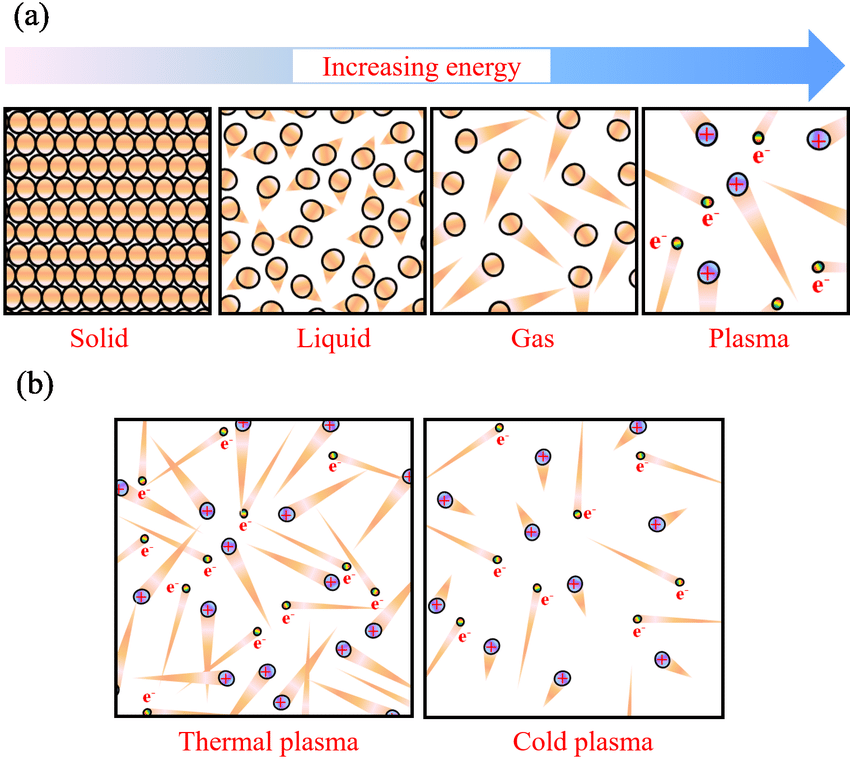 (a)
Increasing energy
+ e⁻ +
+
e⁻
e⁻
+ e⁻
Solid Liquid Gas Plasma
(b)
+ +
e⁻
+
e⁻
+
+ e⁻ +
e⁻ +
e⁻
e⁻ +
+ e⁻
+
e⁻
+
+
+ +
e⁻ +
+
+
e⁻
+
e⁻
+
e⁻
e⁻
+
e⁻
+
+
+
Thermal plasma Cold plasma